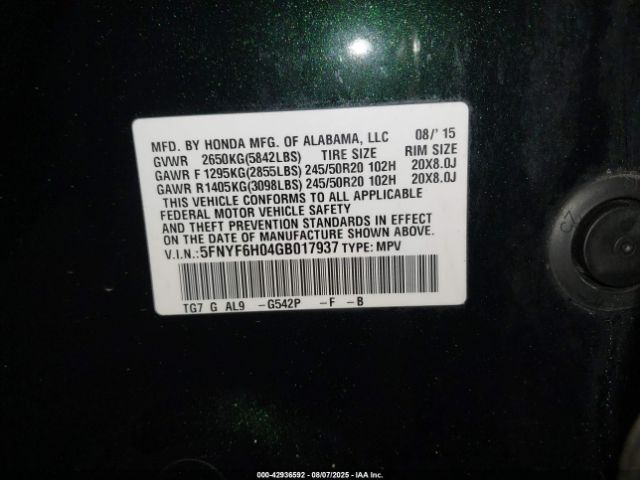 MFD. BY HONDA MFG. OF ALABAMA, LLC 08/'15
GVWR 2650KG(5842LBS) TIRE SIZE RIM SIZE
GAWR F 1295KG(2855LBS) 245/50R20 102H 20X8.0J
GAWR R 1405KG(3098LBS) 245/50R20 102H 20X8.0J
THIS VEHICLE CONFORMS TO ALL APPLICABLE
FEDERAL MOTOR VEHICLE SAFETY
AND THEFT PREVENTION STANDARDS IN EFFECT
ON THE DATE OF MANUFACTURE SHOWN ABOVE.
V.I.N.: 5FNYF6H04GB017937 TYPE: MPV
TG7 G AL9 -G542P -F -B
CZ
000-42936592 - 08/07/2025 - IAA Inc.